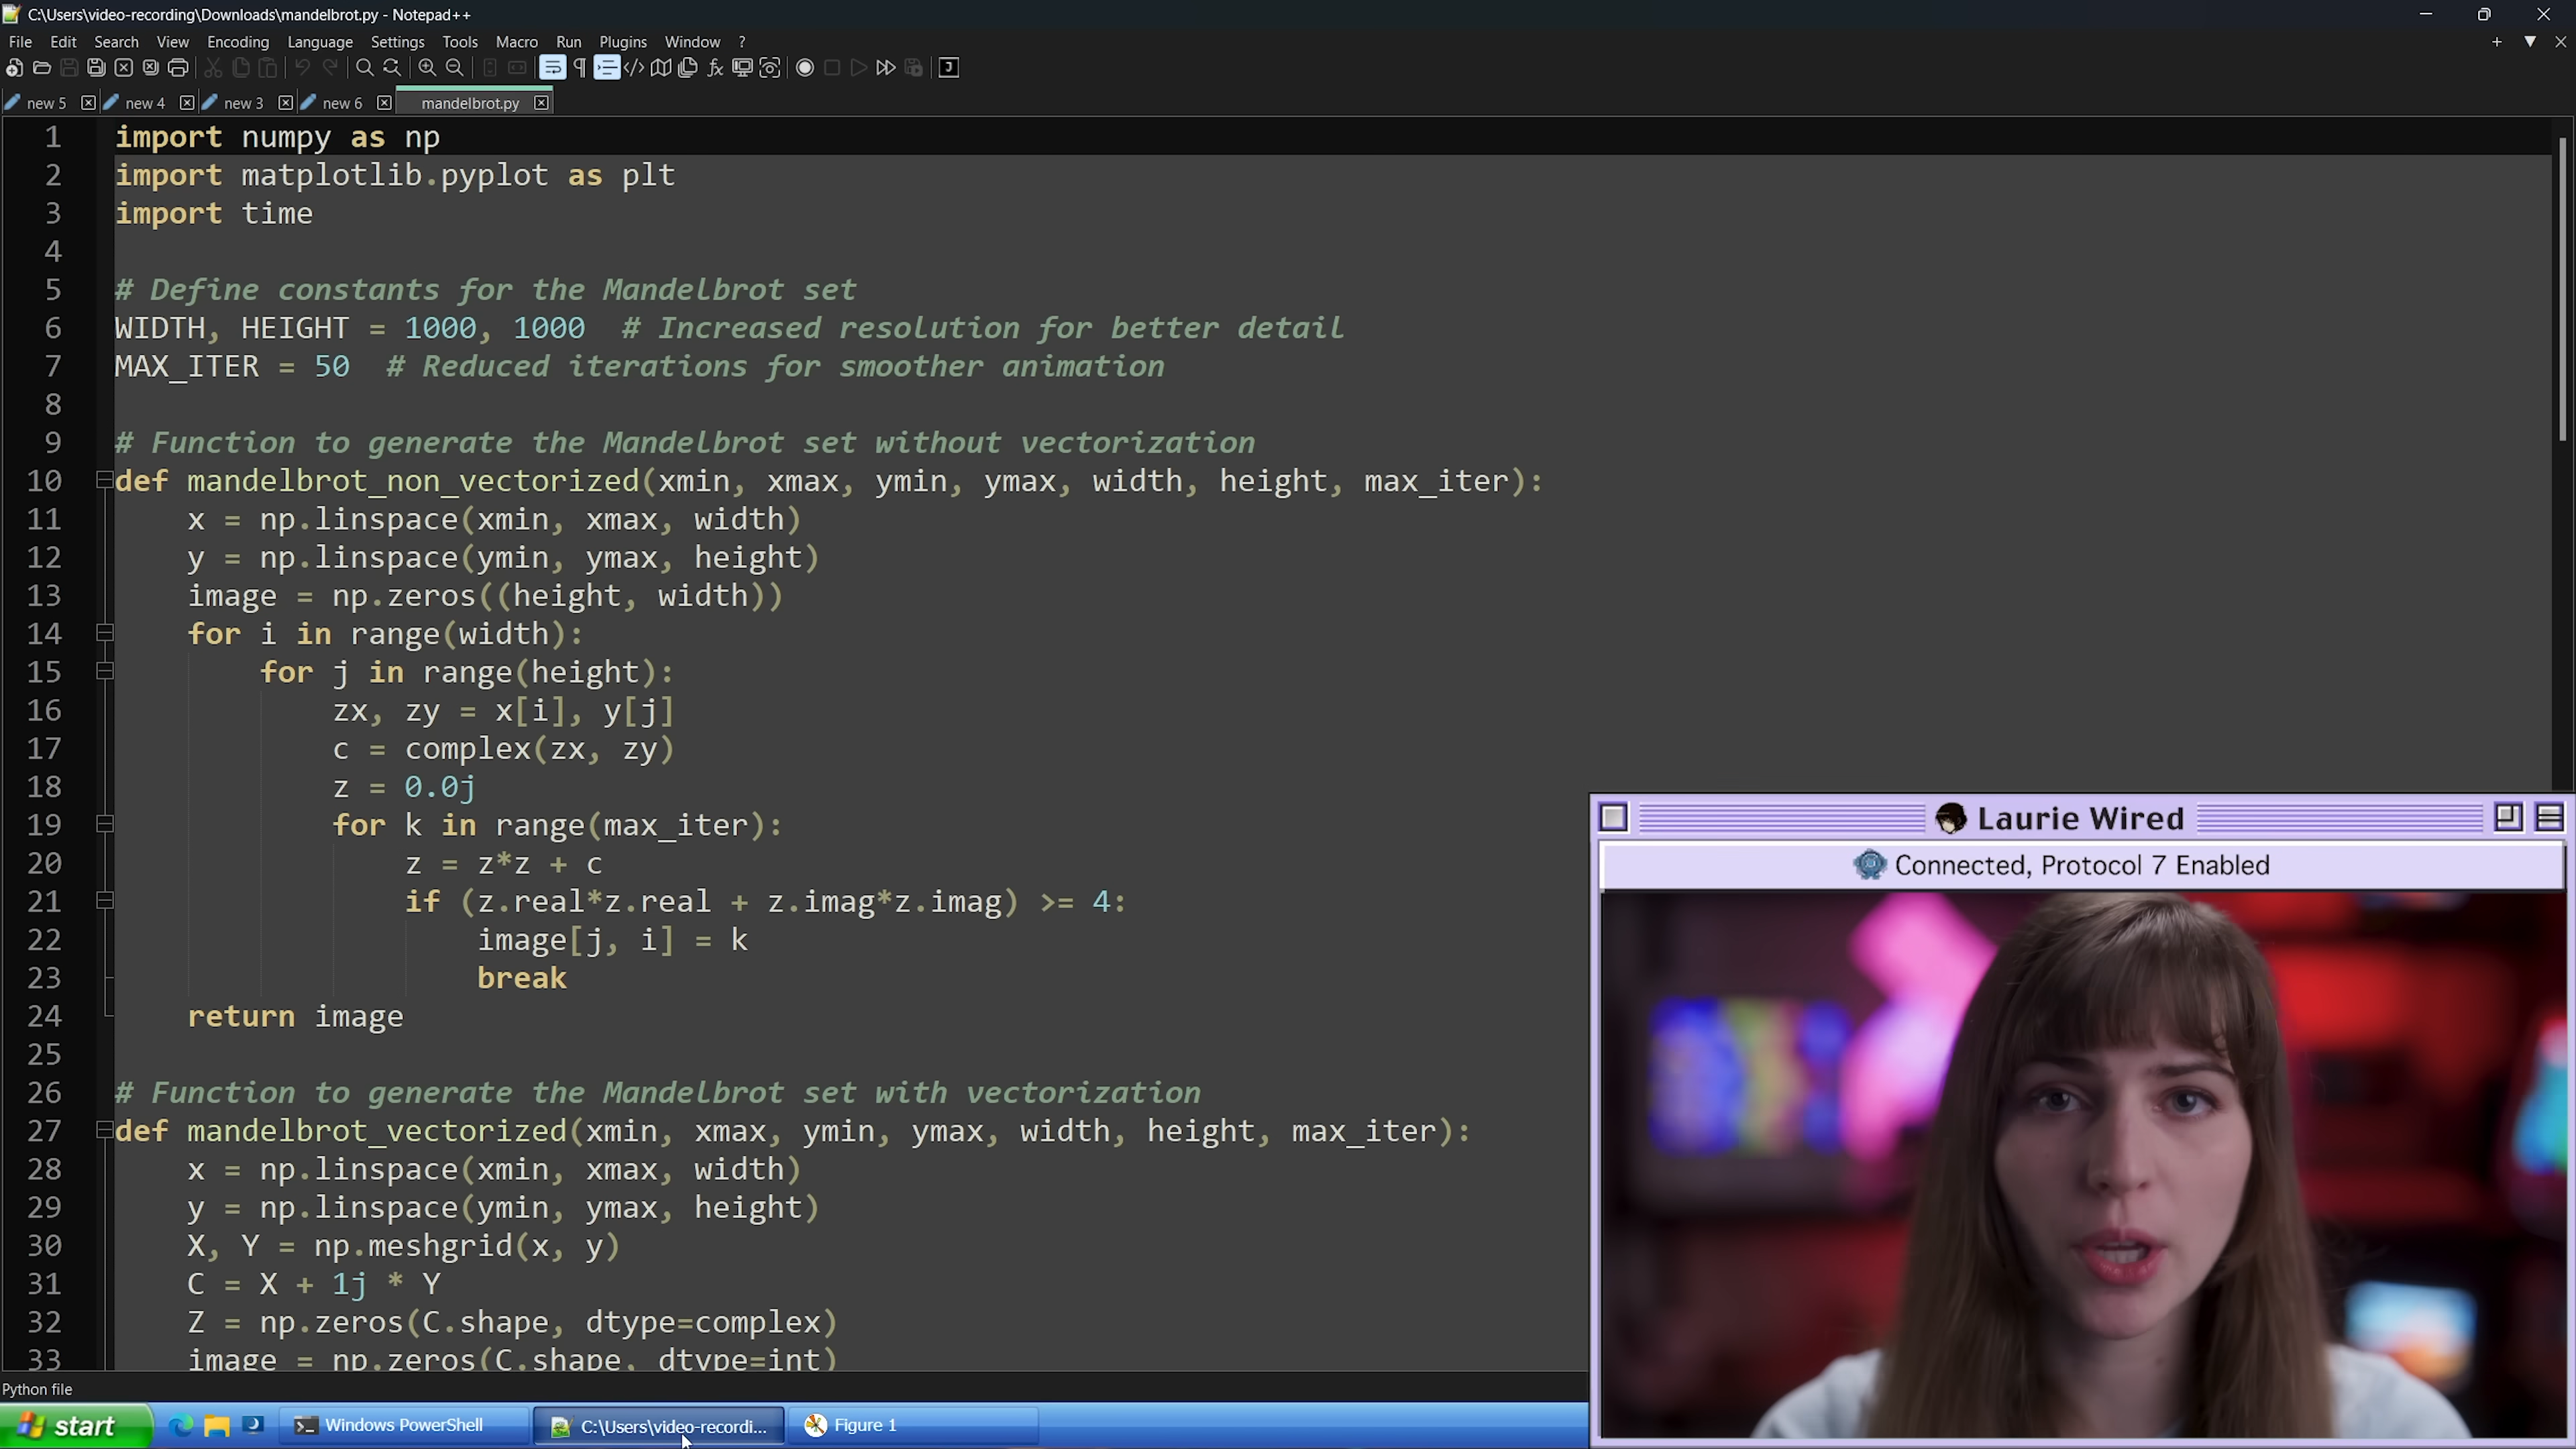 C:\Users\video-recording\Downloads\mandelbrot.py - Notepad++
File Edit Search View Encoding Language Settings Tools Macro Run Plugins Window ?
new 5 new 4 new 3 new 6 mandelbrot.py
1 import numpy as np
2 import matplotlib.pyplot as plt
3 import time
4
5 # Define constants for the Mandelbrot set
6 WIDTH, HEIGHT = 1000, 1000  # Increased resolution for better detail
7 MAX_ITER = 50  # Reduced iterations for smoother animation
8
9 # Function to generate the Mandelbrot set without vectorization
10 def mandelbrot_non_vectorized(xmin, xmax, ymin, ymax, width, height, max_iter):
11     x = np.linspace(xmin, xmax, width)
12     y = np.linspace(ymin, ymax, height)
13     image = np.zeros((height, width))
14     for i in range(width):
15         for j in range(height):
16             zx, zy = x[i], y[j]
17             c = complex(zx, zy)
18             z = 0.0j
19             for k in range(max_iter):
20                 z = z*z + c
21                 if (z.real*z.real + z.imag*z.imag) >= 4:
22                     image[j, i] = k
23                     break
24     return image
25
26 # Function to generate the Mandelbrot set with vectorization
27 def mandelbrot_vectorized(xmin, xmax, ymin, ymax, width, height, max_iter):
28     x = np.linspace(xmin, xmax, width)
29     y = np.linspace(ymin, ymax, height)
30     X, Y = np.meshgrid(x, y)
31     C = X + 1j * Y
32     Z = np.zeros(C.shape, dtype=complex)
33     image = np.zeros(C.shape, dtype=int)
Laurie Wired
Connected, Protocol 7 Enabled
Python file
start Windows PowerShell C:\Users\video-recordi... Figure 1